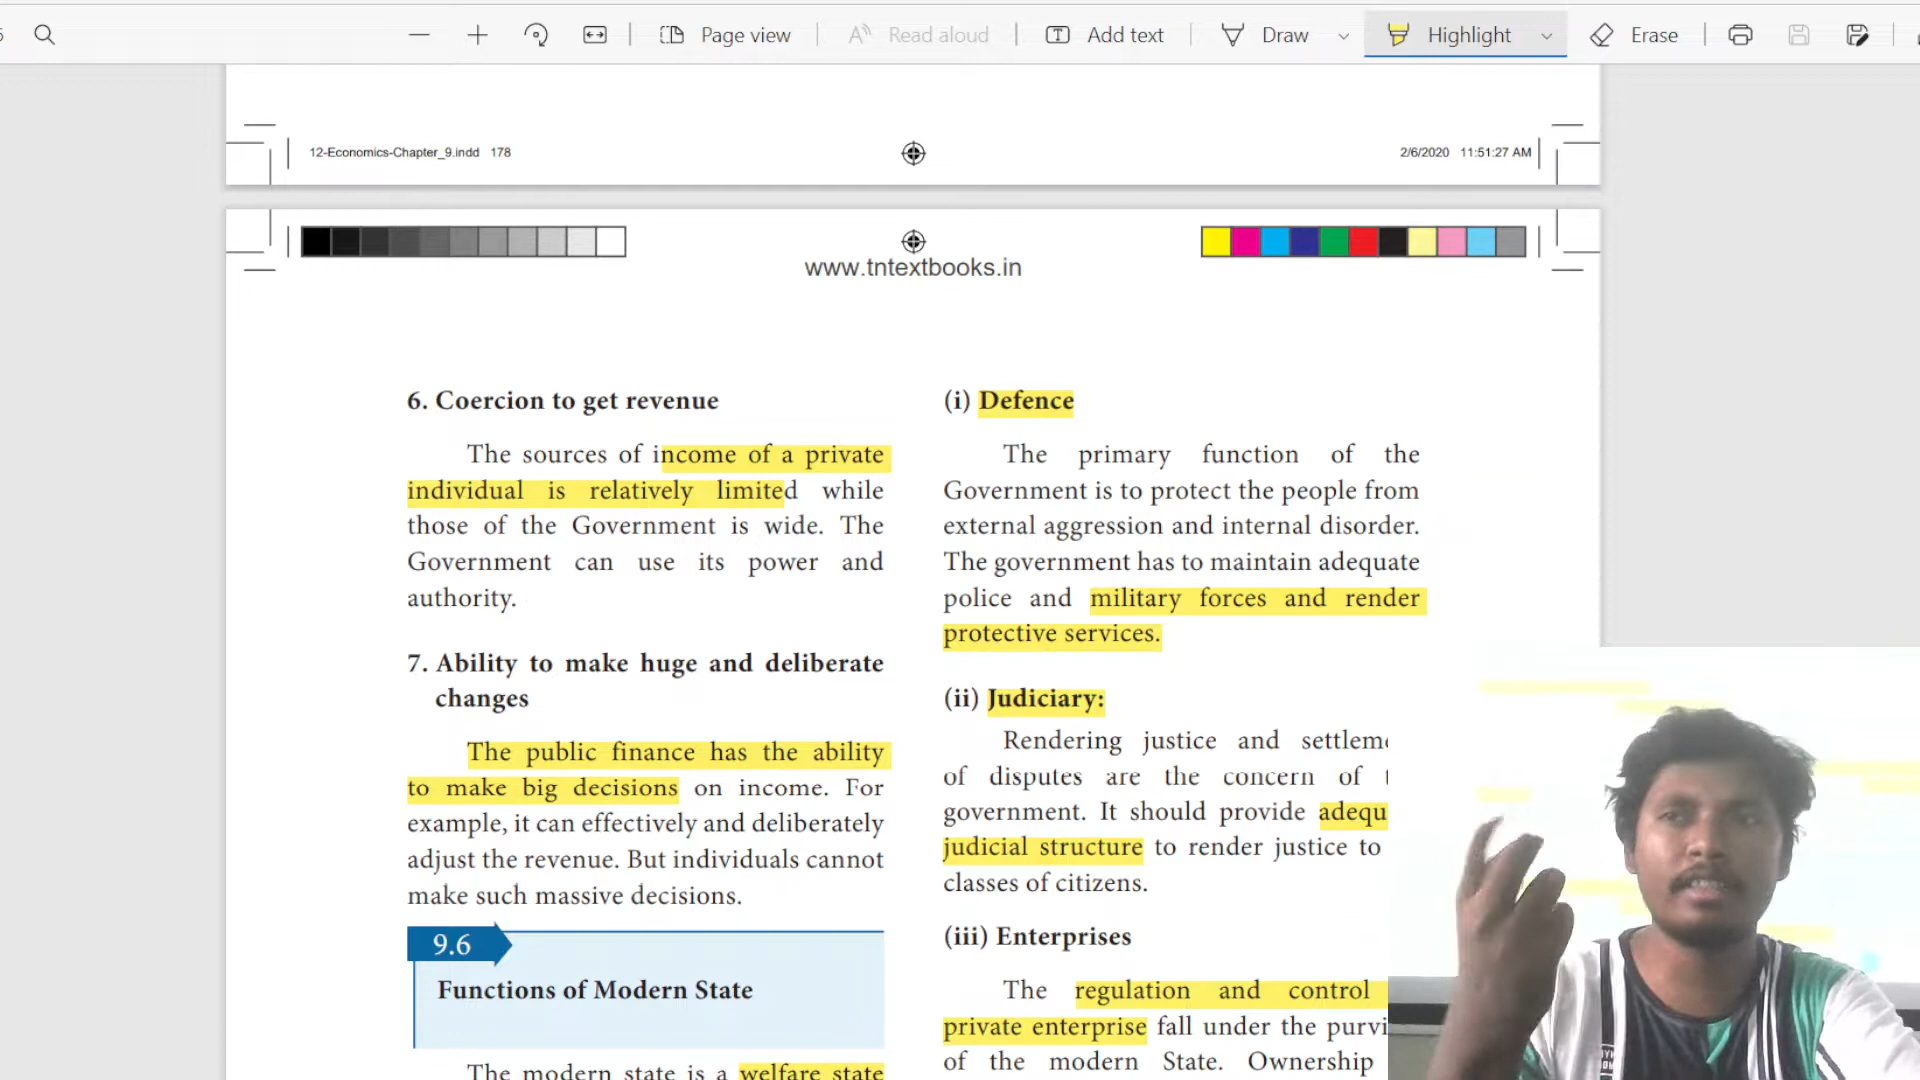 Page view
Read aloud
Add text
Draw
Highlight
Erase
12-Economics-Chapter_9.indd 178
2/6/2020 11:51:27 AM
www.tntextbooks.in
6. Coercion to get revenue
The sources of income of a private
individual is relatively limited while
those of the Government is wide. The
Government can use its power and
authority.
7. Ability to make huge and deliberate
changes
The public finance has the ability
to make big decisions on income. For
example, it can effectively and deliberately
adjust the revenue. But individuals cannot
make such massive decisions.
9.6
Functions of Modern State
The modern state is a welfare state
(i) Defence
The primary function of the
Government is to protect the people from
external aggression and internal disorder.
The government has to maintain adequate
police and military forces and render
protective services.
(ii) Judiciary:
Rendering justice and settleme
of disputes are the concern of t
government. It should provide adequ
judicial structure to render justice to
classes of citizens.
(iii) Enterprises
The regulation and control
private enterprise fall under the purvi
of the modern State. Ownership